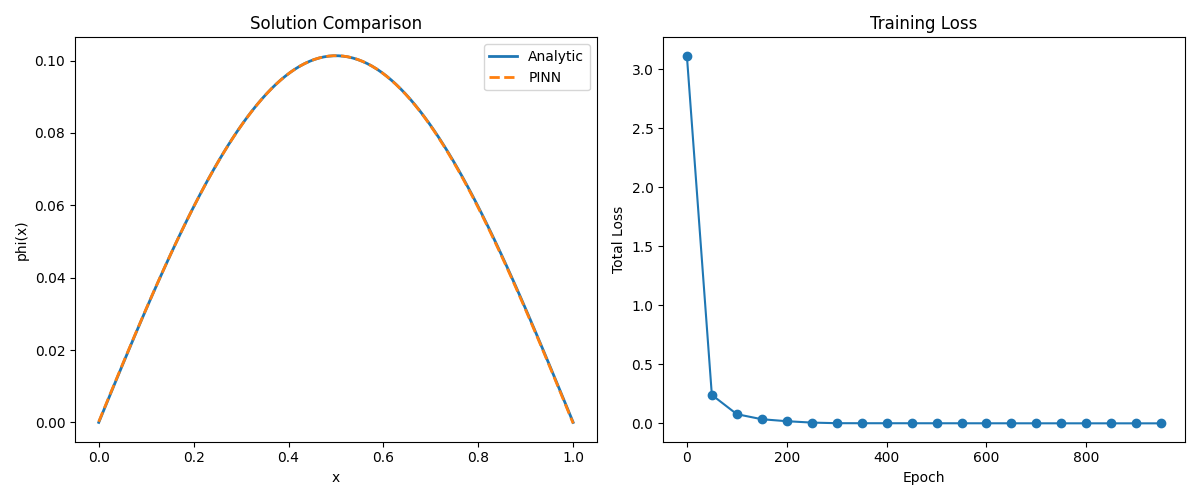 Solution Comparison
phi(x)
0.10
0.08
0.06
0.04
0.02
0.00
Analytic
PINN
0.0 0.2 0.4 0.6 0.8 1.0
x
Training Loss
Total Loss
3.0
2.5
2.0
1.5
1.0
0.5
0.0
0 200 400 600 800
Epoch